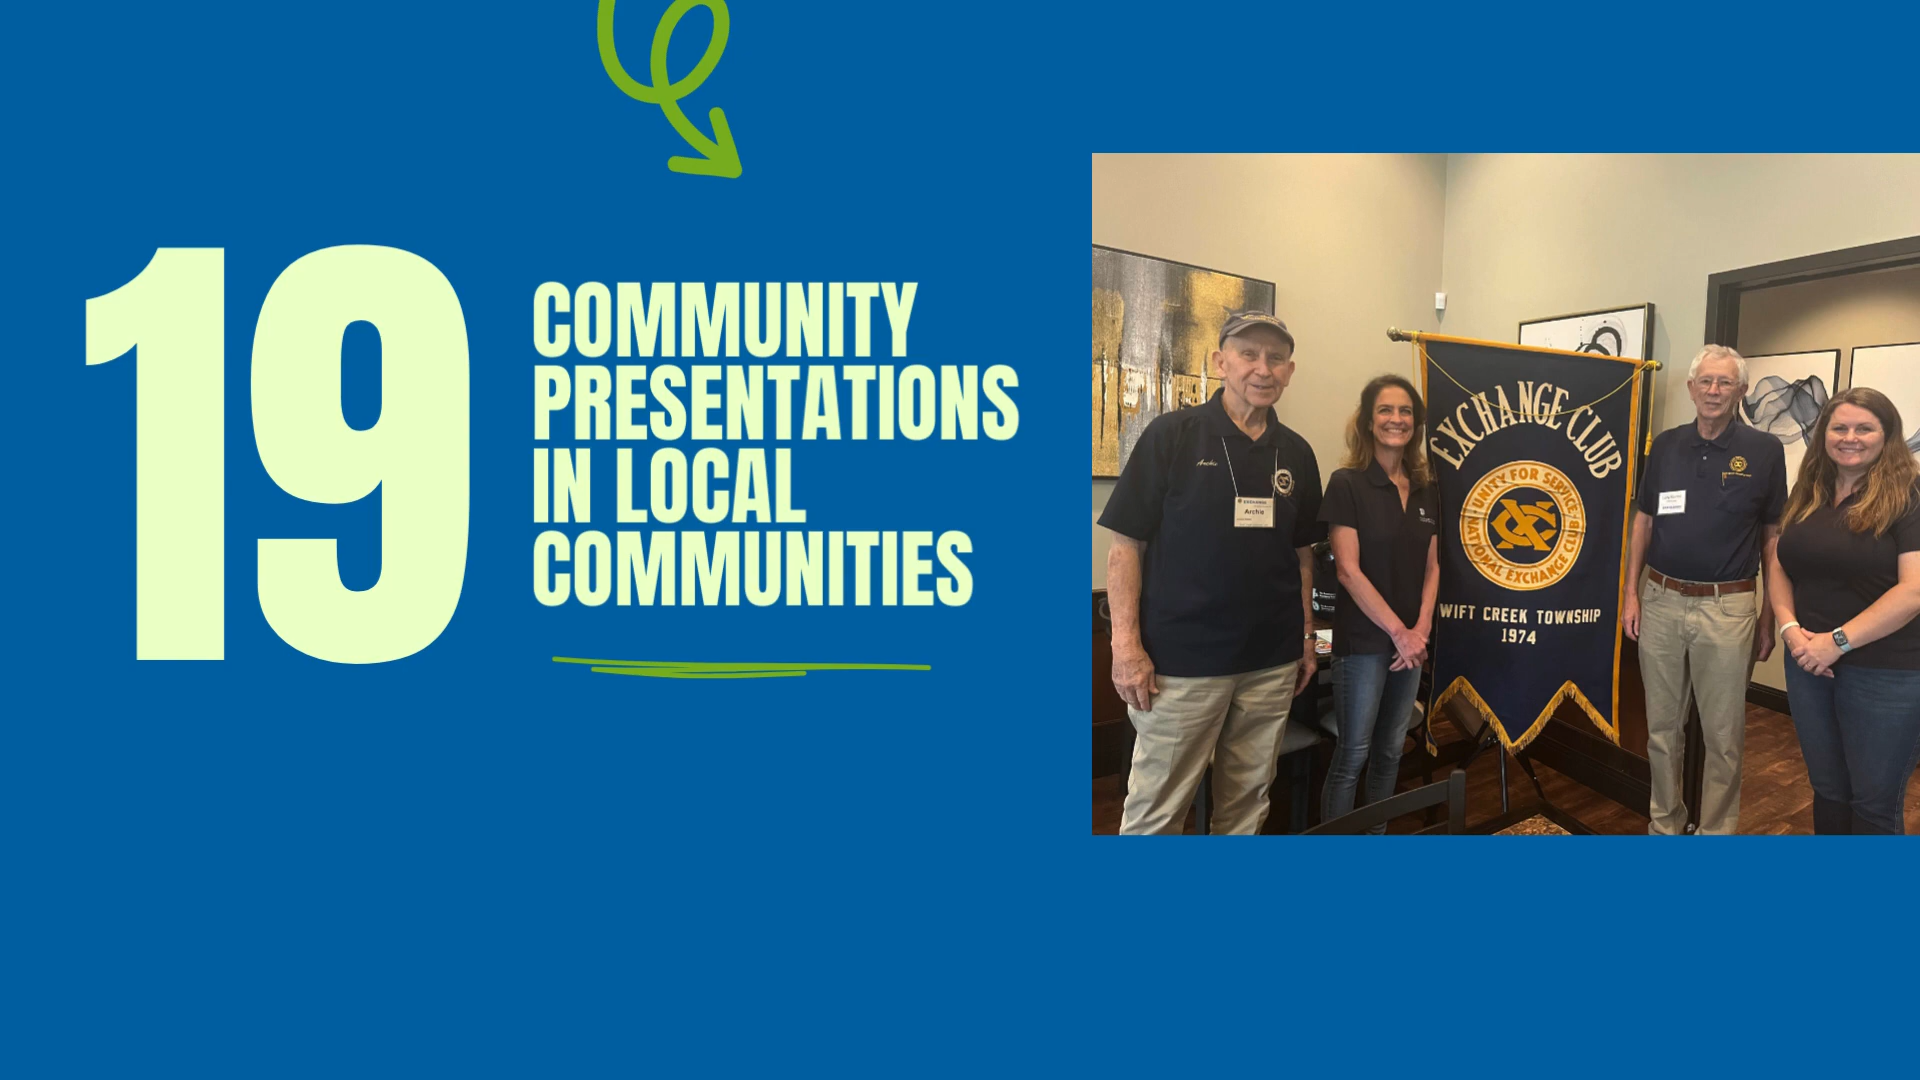 19
COMMUNITY
PRESENTATIONS
IN LOCAL
COMMUNITIES
EXCHANGE CLUB
UNITY FOR SERVICE
NATIONAL EXCHANGE CLUB
WIFT CREEK TOWNSHIP
1974
Archie
Archie